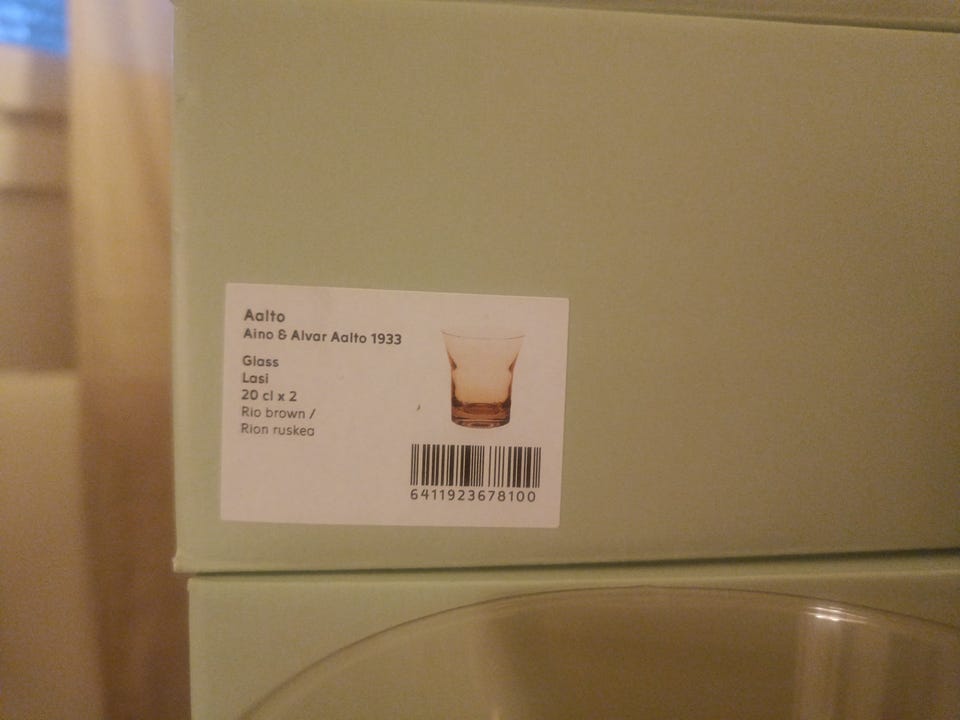 Aalto
Aino & Alvar Aalto 1933
Glass
Lasi
20 cl x 2
Rio brown /
Rion ruskea
6411923678100